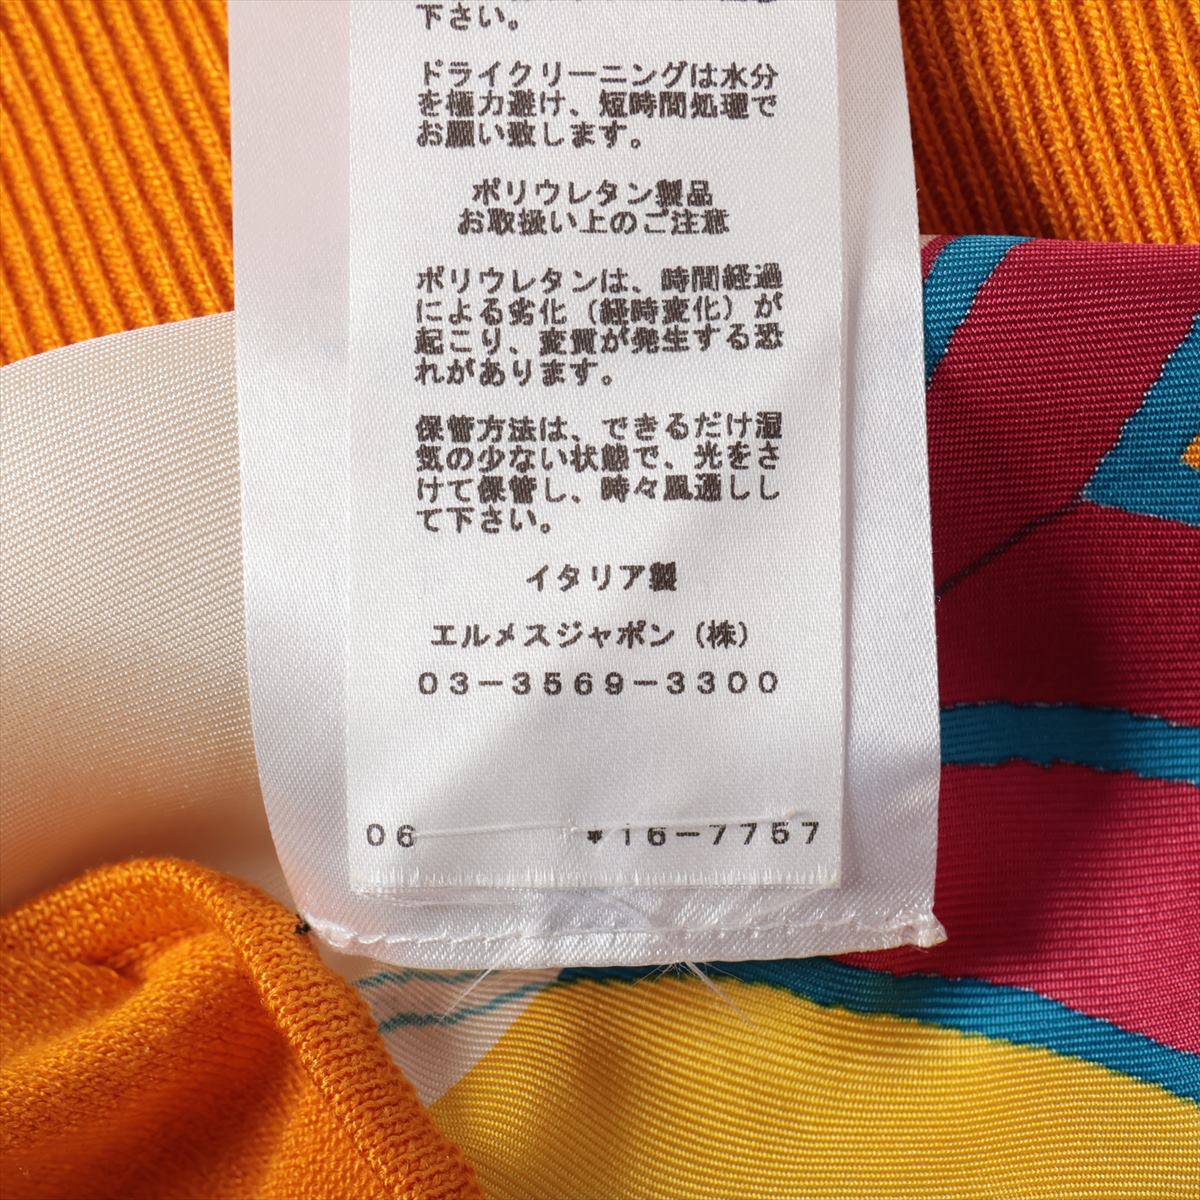 下さい。
ドライクリーニングは水分
を極力避け、短時間処理で
お願い致します。
ポリウレタン製品
お取扱い上のご注意
ポリウレタンは、時間経過
による劣化（経時変化）が
起こり、変質が発生する恐
れがあります。
保管方法は、できるだけ湿
気の少ない状態で、光をさ
けて保管し、時々風通しし
て下さい。
イタリア製
エルメスジャポン（株）
03-3569-3300
06 *16-7757